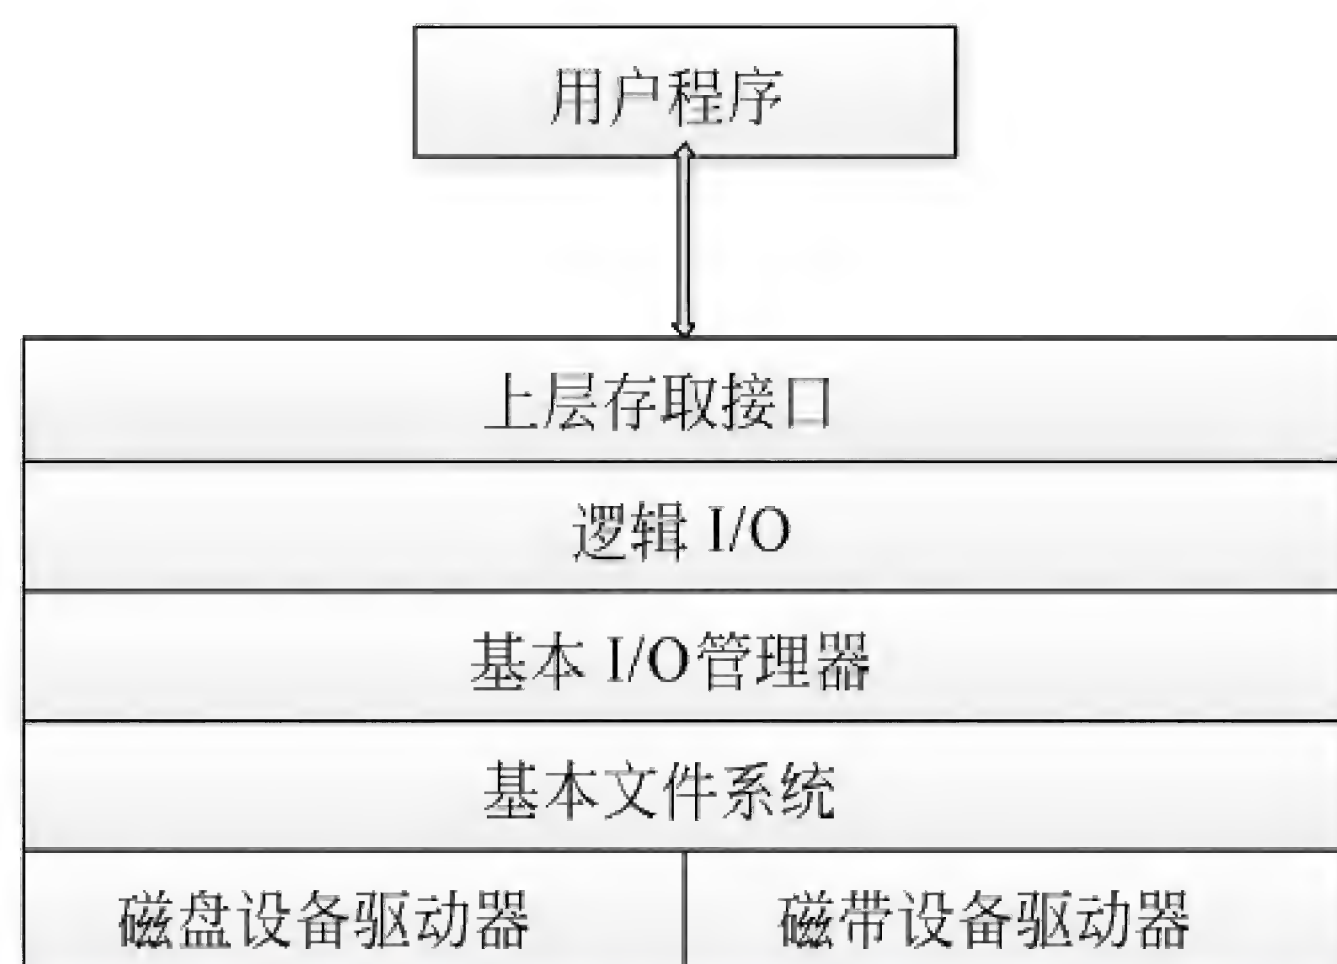 用户程序
上层存取接口
逻辑 I/O
基本 I/O管理器
基本文件系统
磁盘设备驱动器
磁带设备驱动器